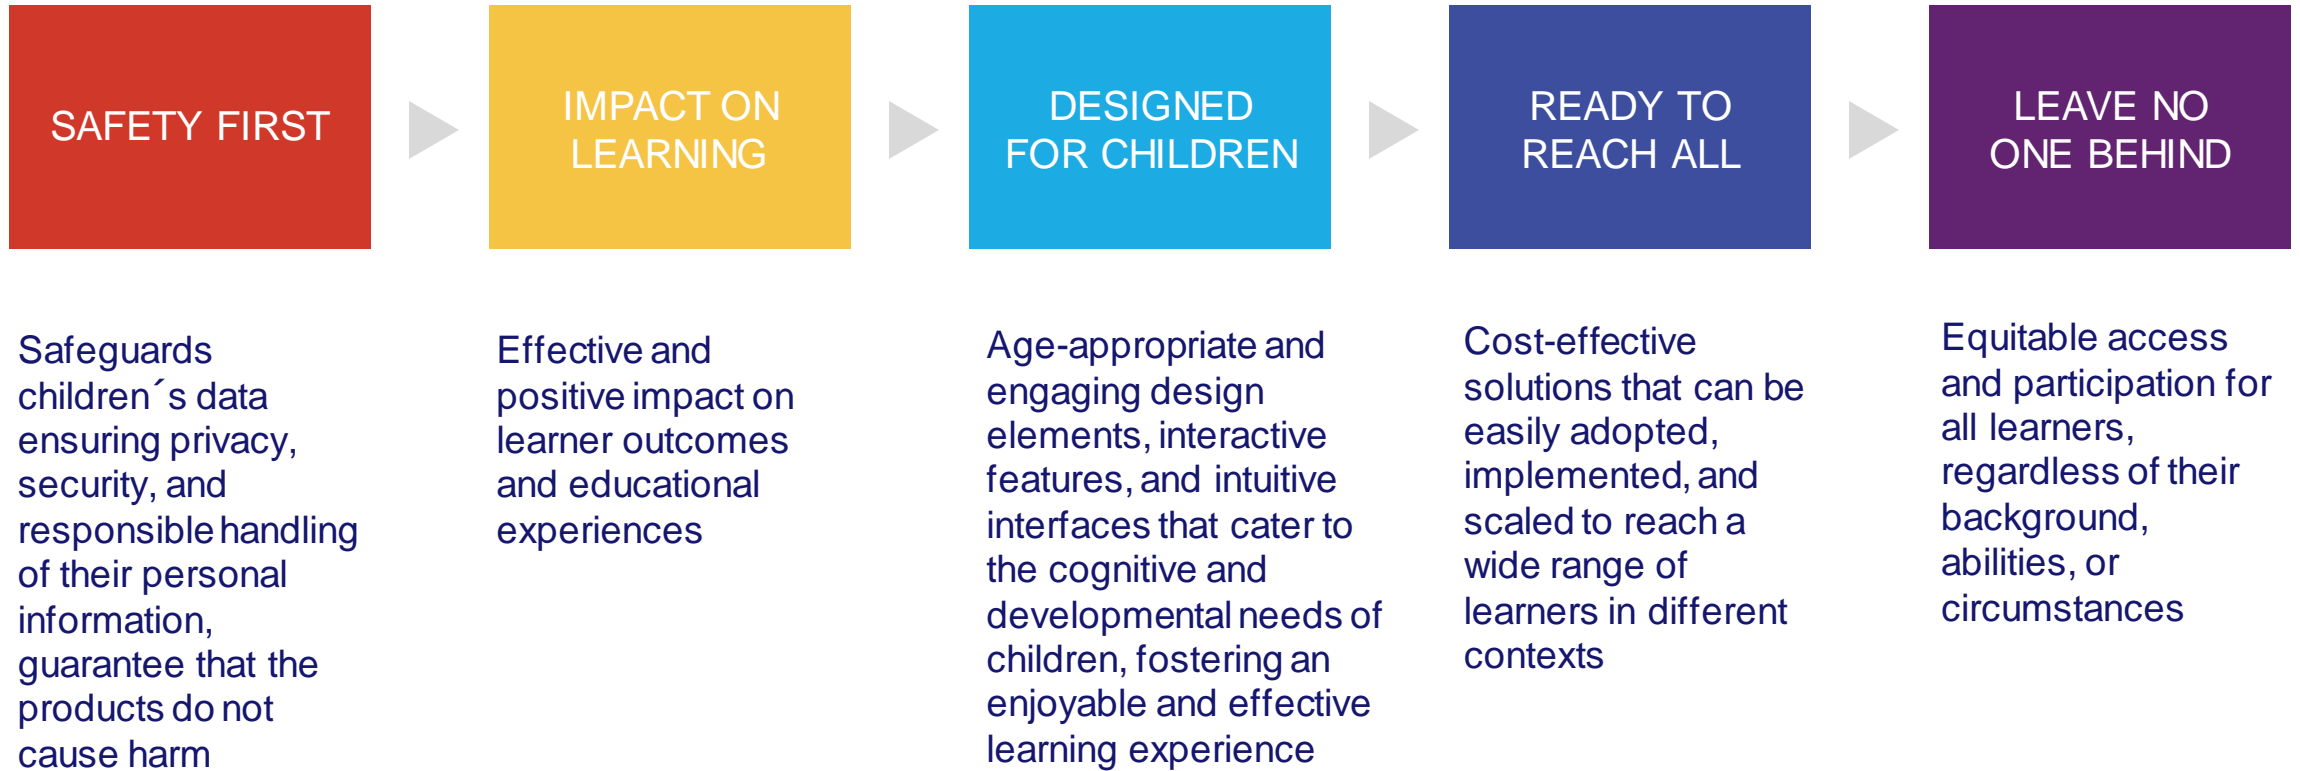 SAFETY FIRST
IMPACT ON
LEARNING
DESIGNED
FOR CHILDREN
READY TO
REACH ALL
LEAVE NO
ONE BEHIND
Safeguards
children´s data
ensuring privacy,
security, and
responsible handling
of their personal
information,
guarantee that the
products do not
cause harm
Effective and
positive impact on
learner outcomes
and educational
experiences
Age-appropriate and
engaging design
elements, interactive
features, and intuitive
interfaces that cater to
the cognitive and
developmental needs of
children, fostering an
enjoyable and effective
learning experience
Cost-effective
solutions that can be
easily adopted,
implemented, and
scaled to reach a
wide range of
learners in different
contexts
Equitable access
and participation for
all learners,
regardless of their
background,
abilities, or
circumstances